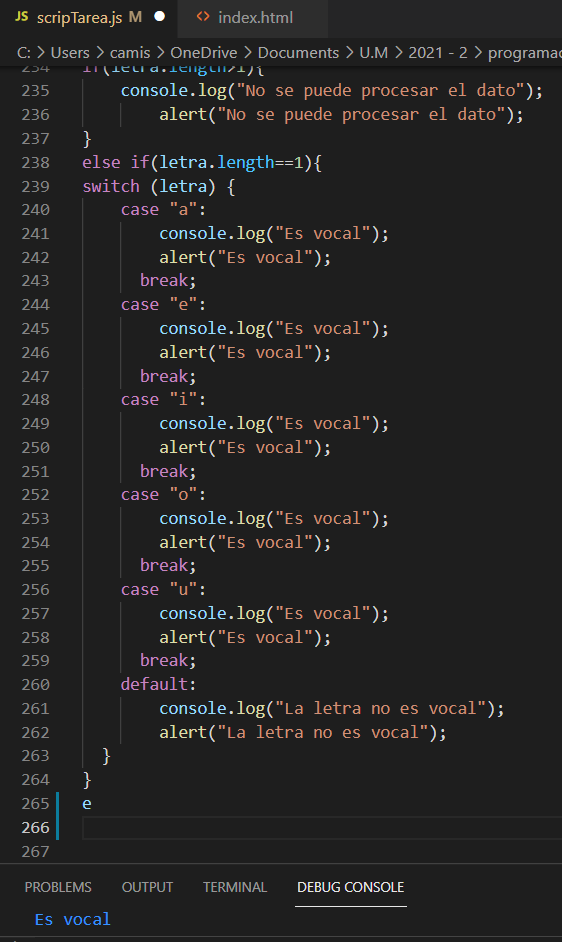 JS scripTarea.js M ● <> index.html
C: > Users > camis > OneDrive > Documents > U.M > 2021 - 2 > programac
234 if(letra.length>1){
235 console.log("No se puede procesar el dato");
236 alert("No se puede procesar el dato");
237 }
238 else if(letra.length==1){
239 switch (letra) {
240 case "a":
241 console.log("Es vocal");
242 alert("Es vocal");
243 break;
244 case "e":
245 console.log("Es vocal");
246 alert("Es vocal");
247 break;
248 case "i":
249 console.log("Es vocal");
250 alert("Es vocal");
251 break;
252 case "o":
253 console.log("Es vocal");
254 alert("Es vocal");
255 break;
256 case "u":
257 console.log("Es vocal");
258 alert("Es vocal");
259 break;
260 default:
261 console.log("La letra no es vocal");
262 alert("La letra no es vocal");
263 }
264 }
265 e
266
267
PROBLEMS OUTPUT TERMINAL DEBUG CONSOLE
Es vocal